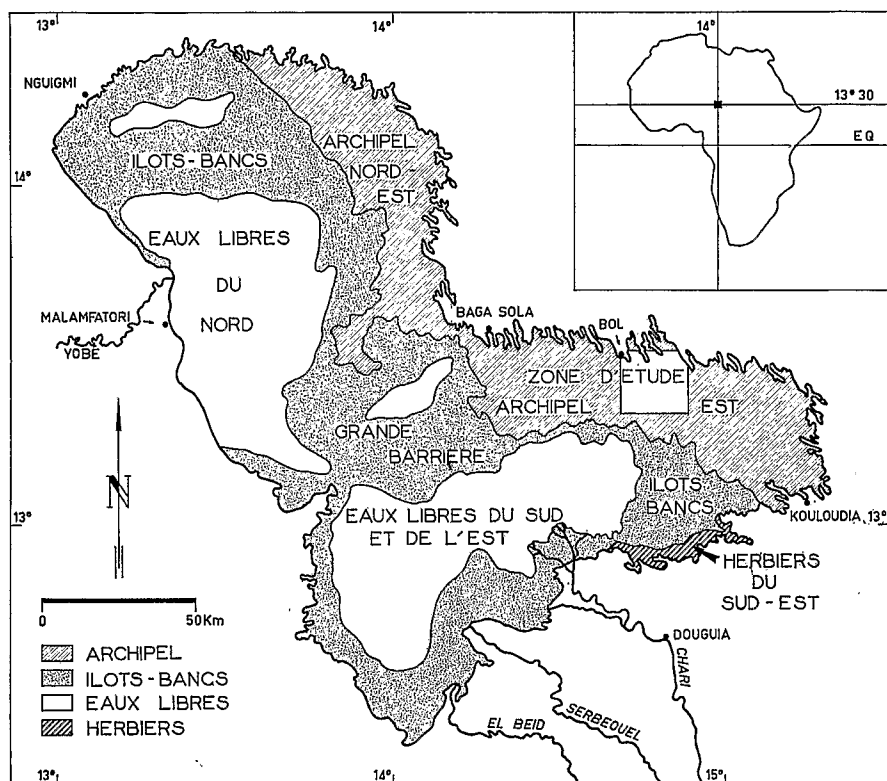 13°
14°
14°
13° 30
EQ
NGUIGMI
ILOTS-BANCS
ARCHIPEL
NORD-
EST
14°
EAUX LIBRES
DU
NORD
MALAMFATORI
YOBE
BAGA SOLA
BOL
ZONE D'ETUDE
ARCHIPEL EST
GRANDE
BARRIERE
ILOTS-
BANCS
EAUX LIBRES DU SUD
ET DE L'EST
KOULOUDIA
13°
13°
HERBIERS
DU
SUD-EST
N
0 50Km
DOUGUIA
CHARI
SERBEOUEL
EL BEID
ARCHIPEL
ILOTS-BANCS
EAUX LIBRES
HERBIERS
13°
14°
15°